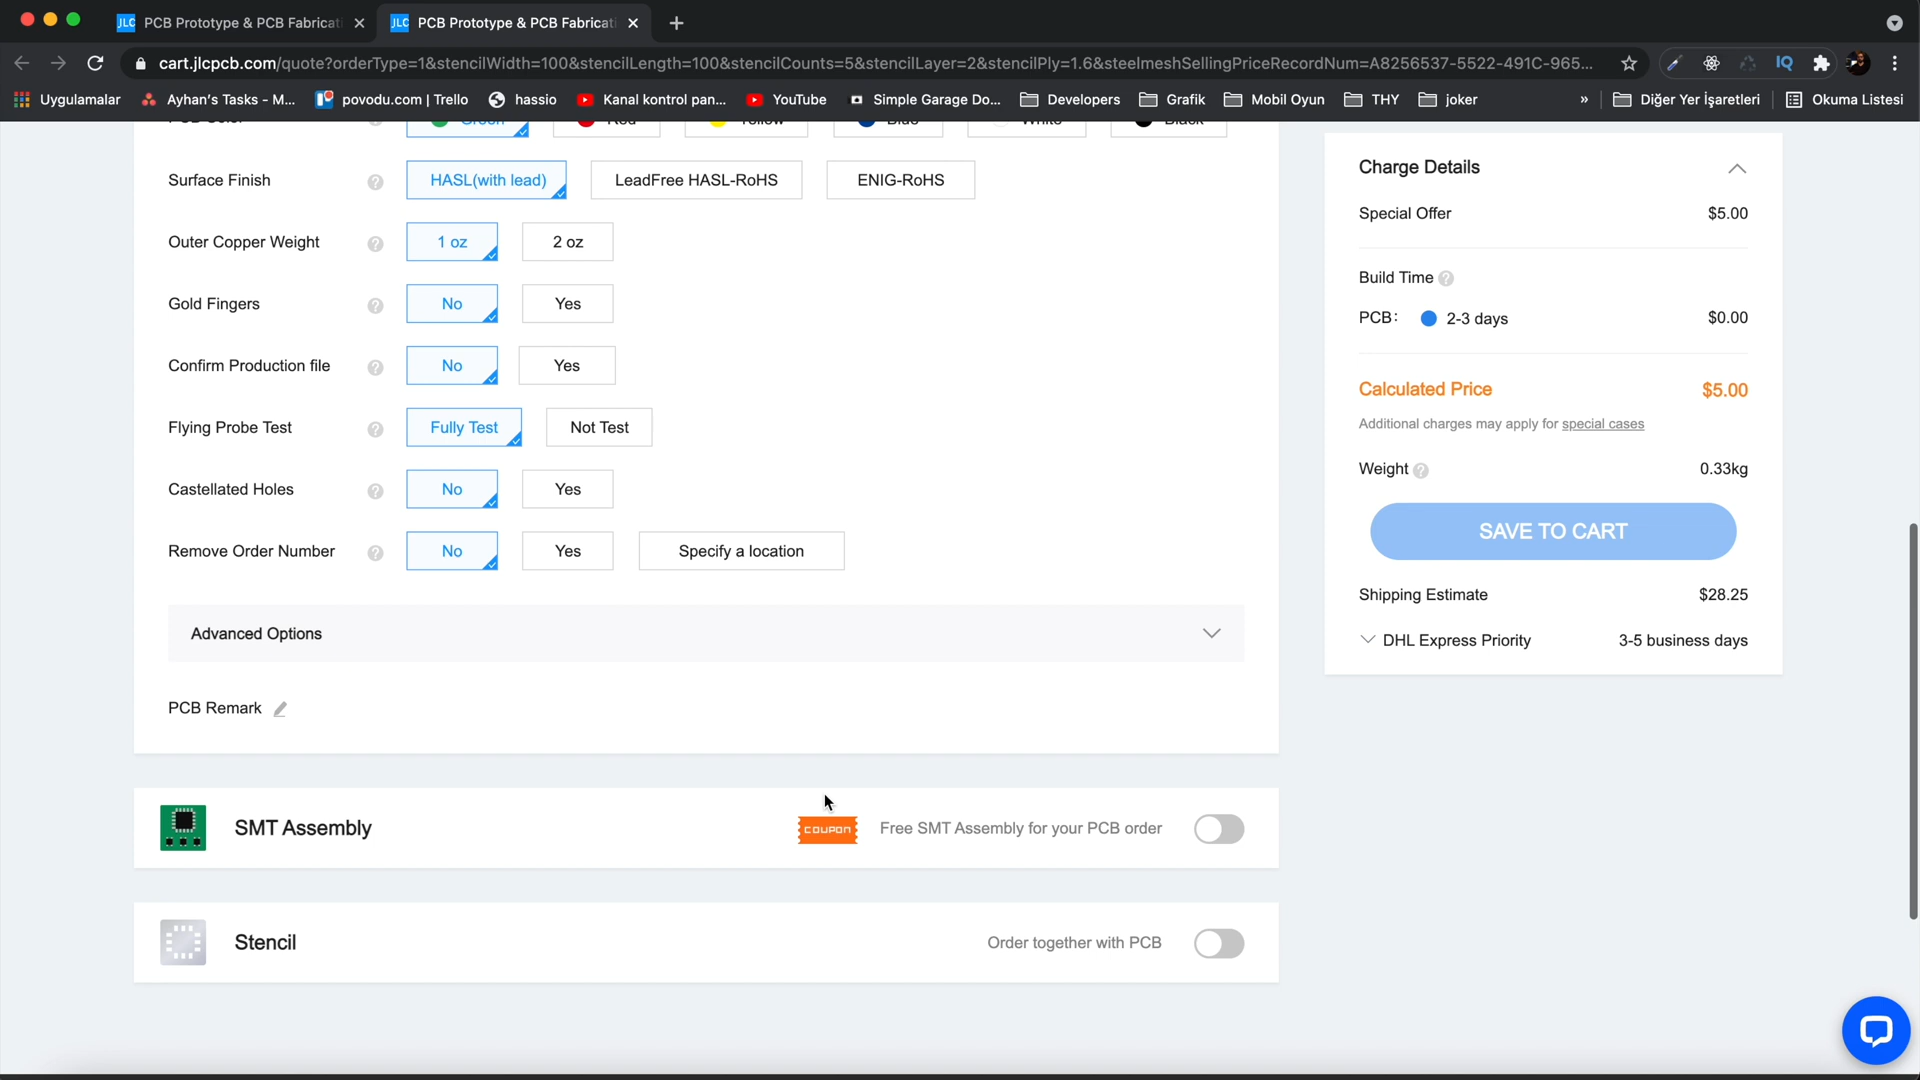 JLC PCB Prototype & PCB Fabricati
JLC PCB Prototype & PCB Fabricati
cart.jlcpcb.com/quote?orderType=1&stencilWidth=100&stencilLength=100&stencilCounts=5&stencilLayer=2&stencilPly=1.6&steelmeshSellingPriceRecordNum=A8256537-5522-491C-965...
IQ
Uygulamalar Ayhan's Tasks - M... povodu.com | Trello hassio Kanal kontrol pan... YouTube Simple Garage Do... Developers Grafik Mobil Oyun THY joker » Diğer Yer İşaretleri Okuma Listesi
Green Red Yellow Blue White Black
Surface Finish ? HASL(with lead) LeadFree HASL-RoHS ENIG-RoHS
Outer Copper Weight ? 1 oz 2 oz
Gold Fingers ? No Yes
Confirm Production file ? No Yes
Flying Probe Test ? Fully Test Not Test
Castellated Holes ? No Yes
Remove Order Number ? No Yes Specify a location
Advanced Options
PCB Remark
SMT Assembly COUPON Free SMT Assembly for your PCB order
Stencil Order together with PCB
Charge Details
Special Offer $5.00
Build Time ?
PCB: 2-3 days $0.00
Calculated Price $5.00
Additional charges may apply for special cases
Weight ? 0.33kg
SAVE TO CART
Shipping Estimate $28.25
DHL Express Priority 3-5 business days